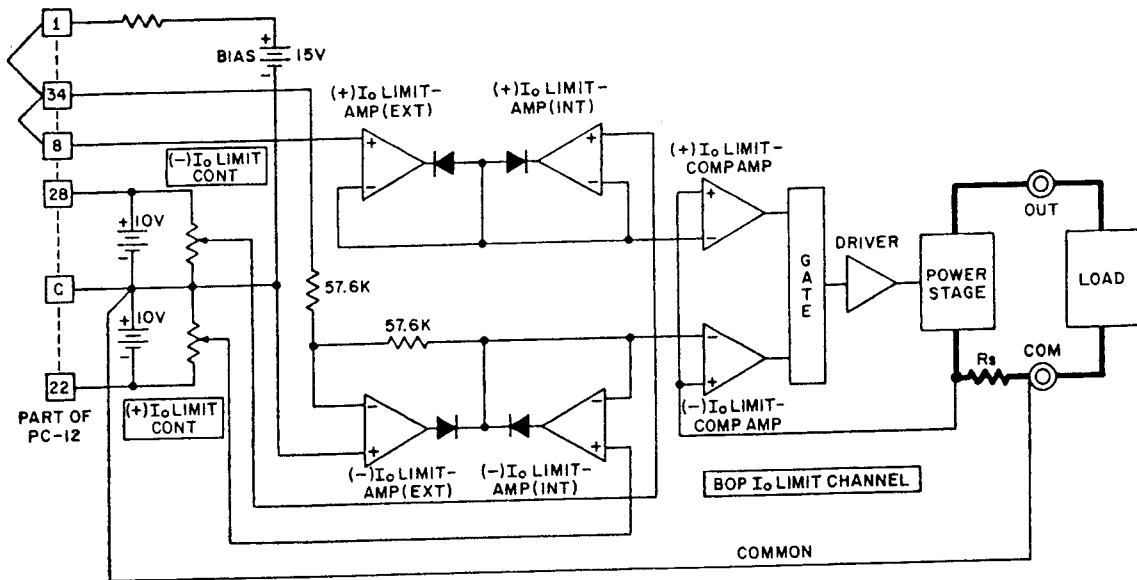 1
+
BIAS
15V
-
34
(+)Io LIMIT-
AMP(EXT)
(+)Io LIMIT-
AMP(INT)
8
+
-
+
-
(-)Io LIMIT
CONT
(+)Io LIMIT-
COMP AMP
28
+
10V
-
+
-
OUT
GATE
DRIVER
POWER
STAGE
LOAD
C
57.6K
+
10V
-
57.6K
-
+
Rs
COM
22
PART OF
PC-12
(+)Io LIMIT
CONT
-
+
-
+
(-)Io LIMIT-
COMP AMP
(-)Io LIMIT-
AMP(EXT)
(-)Io LIMIT-
AMP(INT)
BOP Io LIMIT CHANNEL
COMMON